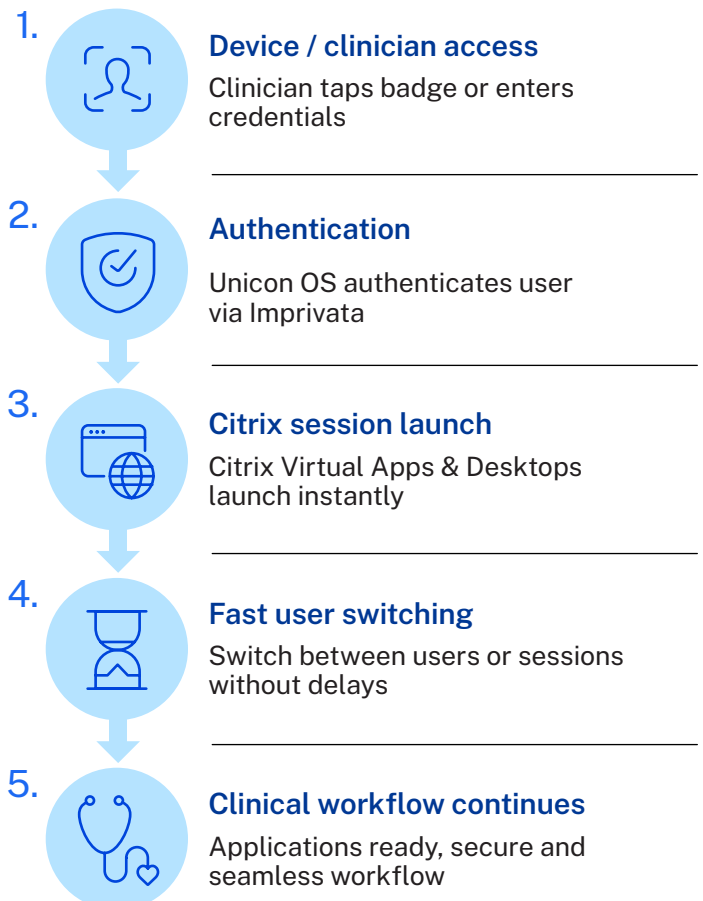 1.
Device / clinician access
Clinician taps badge or enters
credentials
2.
Authentication
Unicon OS authenticates user
via Imprivata
3.
Citrix session launch
Citrix Virtual Apps & Desktops
launch instantly
4.
Fast user switching
Switch between users or sessions
without delays
5.
Clinical workflow continues
Applications ready, secure and
seamless workflow